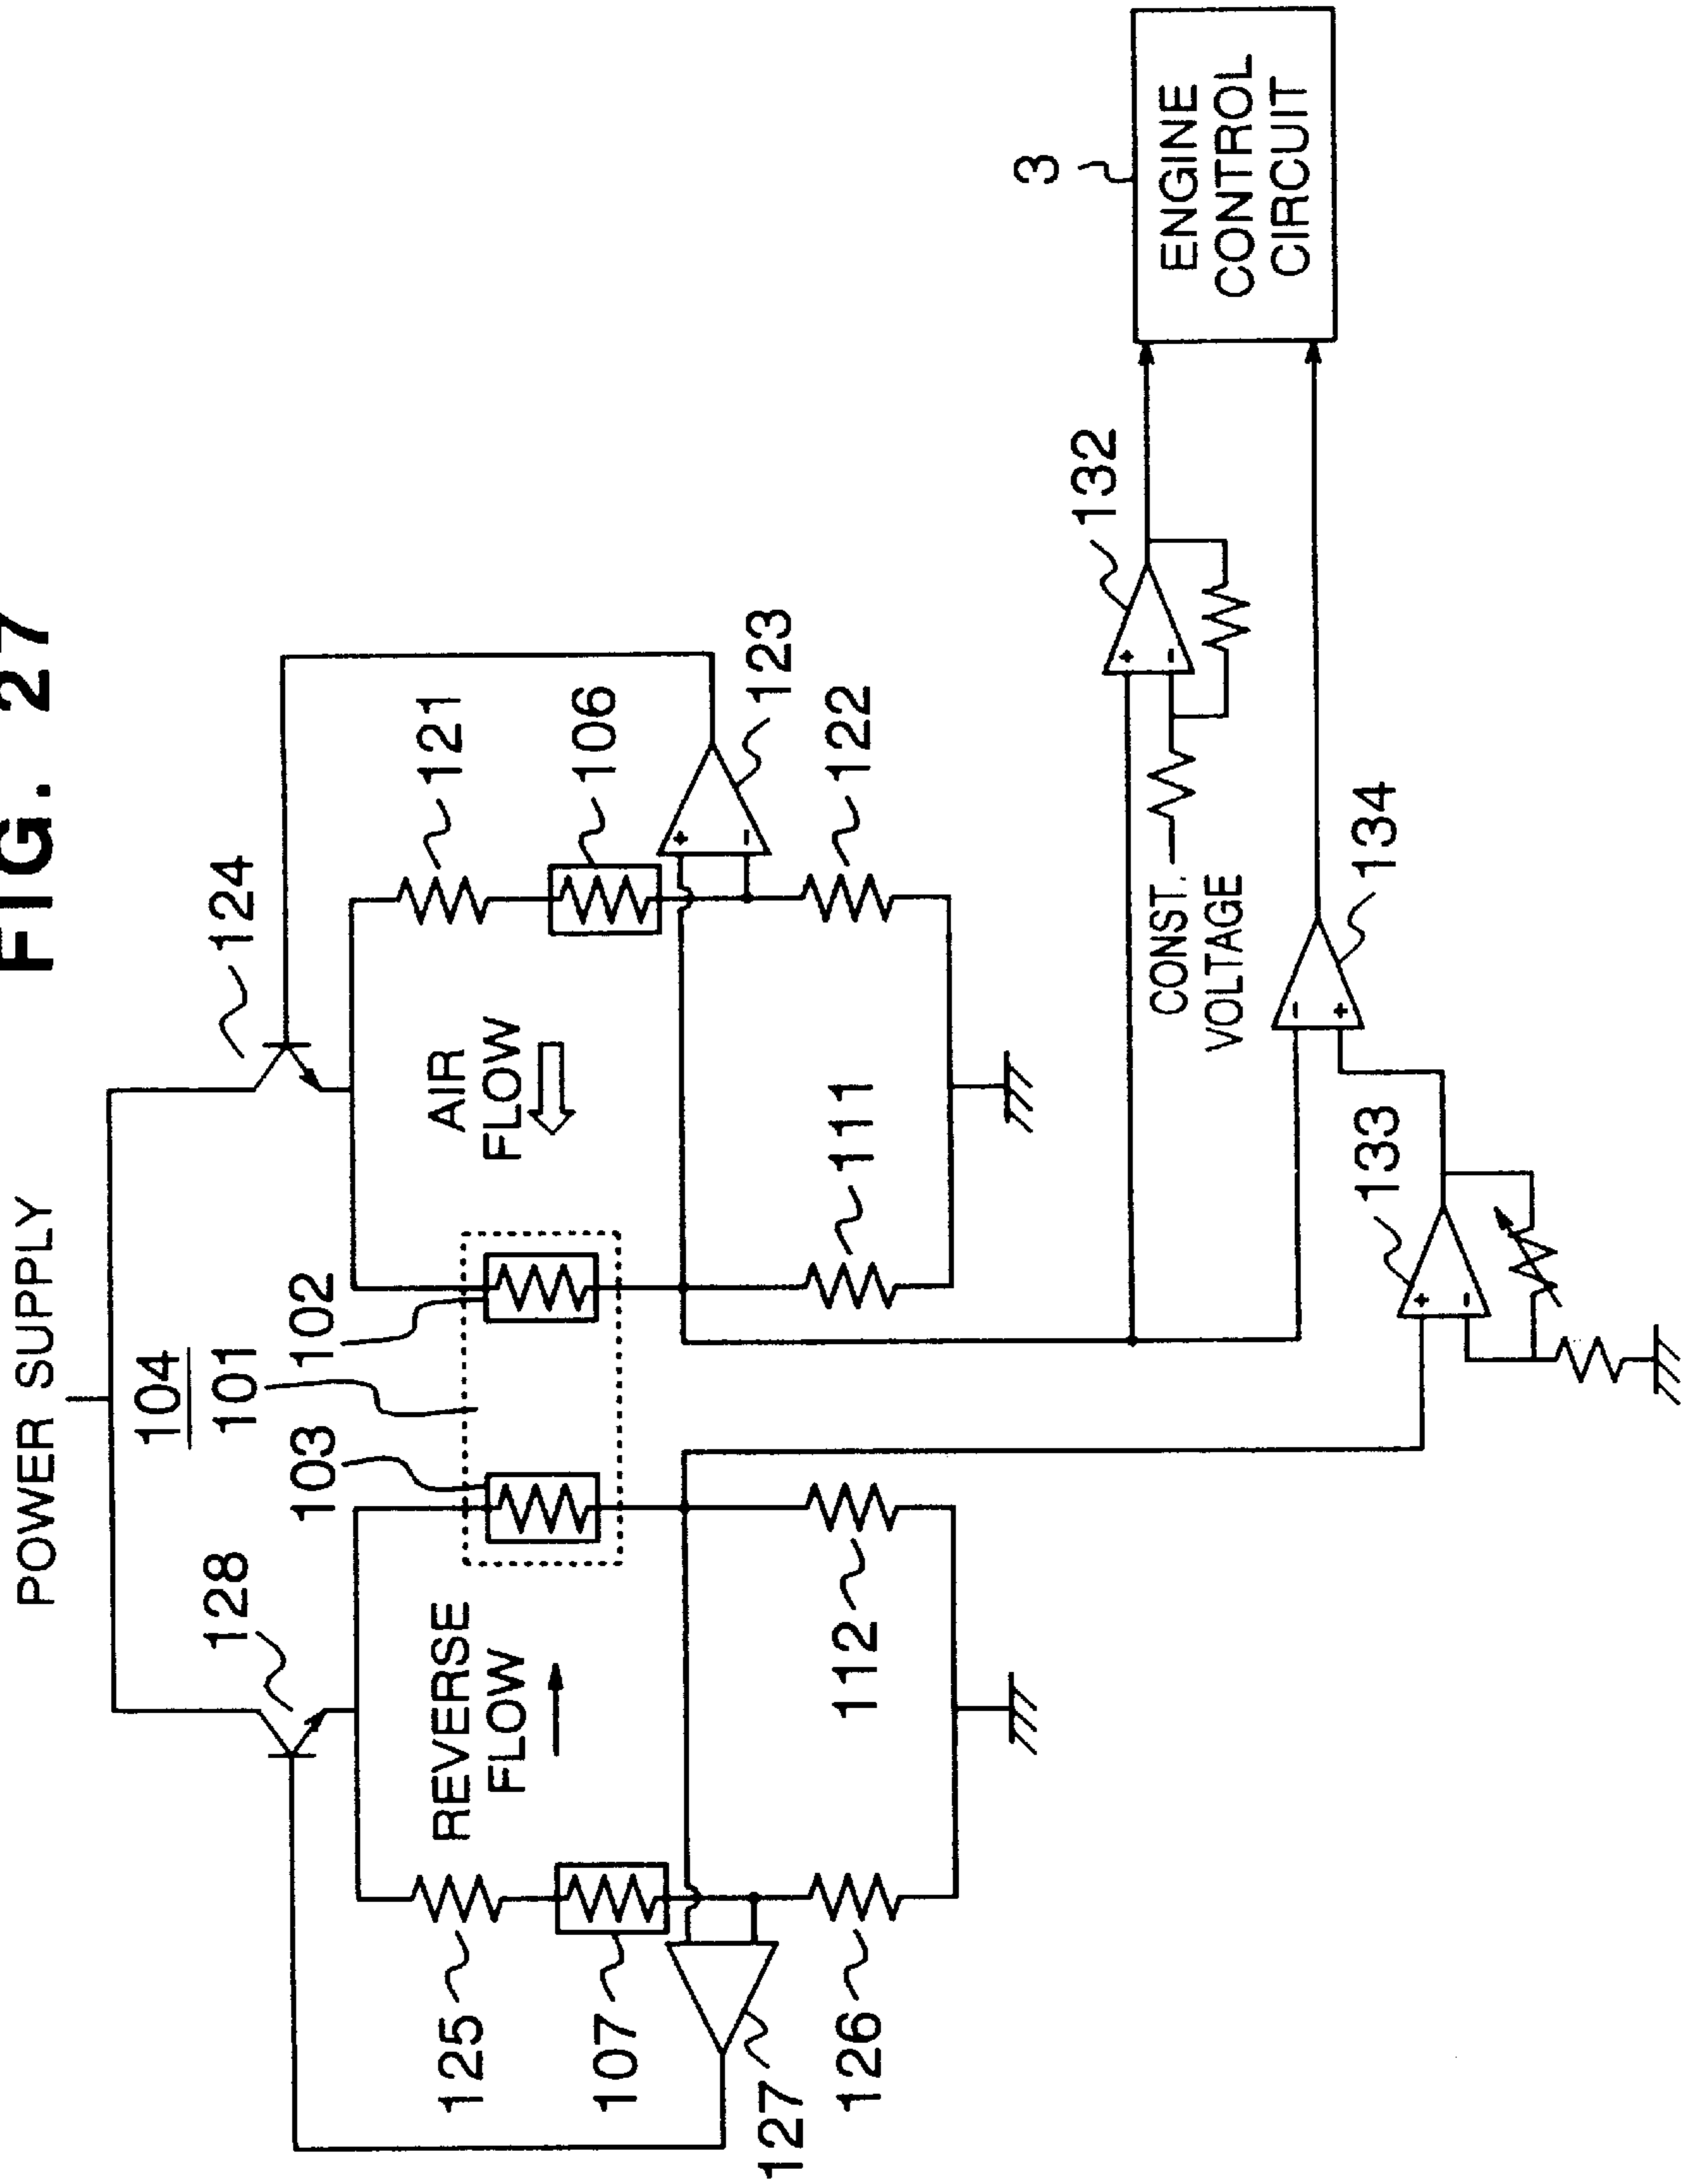 FIG. 27
POWER SUPPLY
104
128
124
103
101
102
REVERSE
FLOW
AIR
FLOW
125
107
127
126
112
111
121
106
123
122
133
134
132
CONST.
VOLTAGE
3
ENGINE
CONTROL
CIRCUIT
+
-
+
-
-
+
+
-